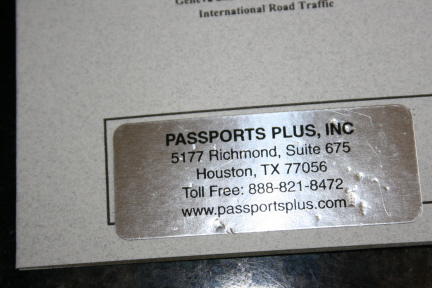 International Road Traffic
PASSPORTS PLUS, INC
5177 Richmond, Suite 675
Houston, TX 77056
Toll Free: 888-821-8472
www.passportsplus.com